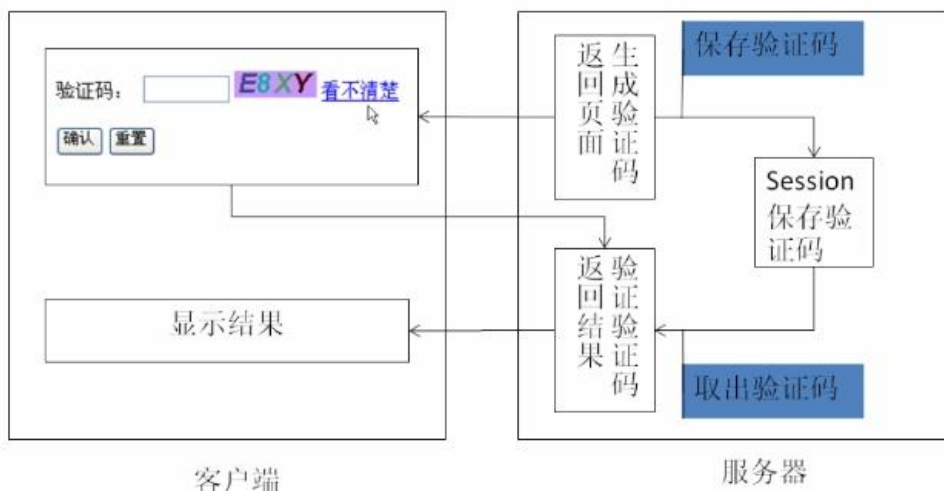 验证码：
E8XY
看不清楚
确认
重置
显示结果
客户端
生成验证码
返回页面
保存验证码
Session
保存验
证码
验证验证码
返回结果
取出验证码
服务器